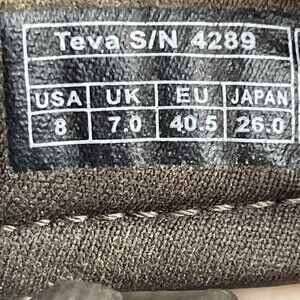 Teva S/N 4289
USA UK EU JAPAN
8 7.0 40.5 26.0